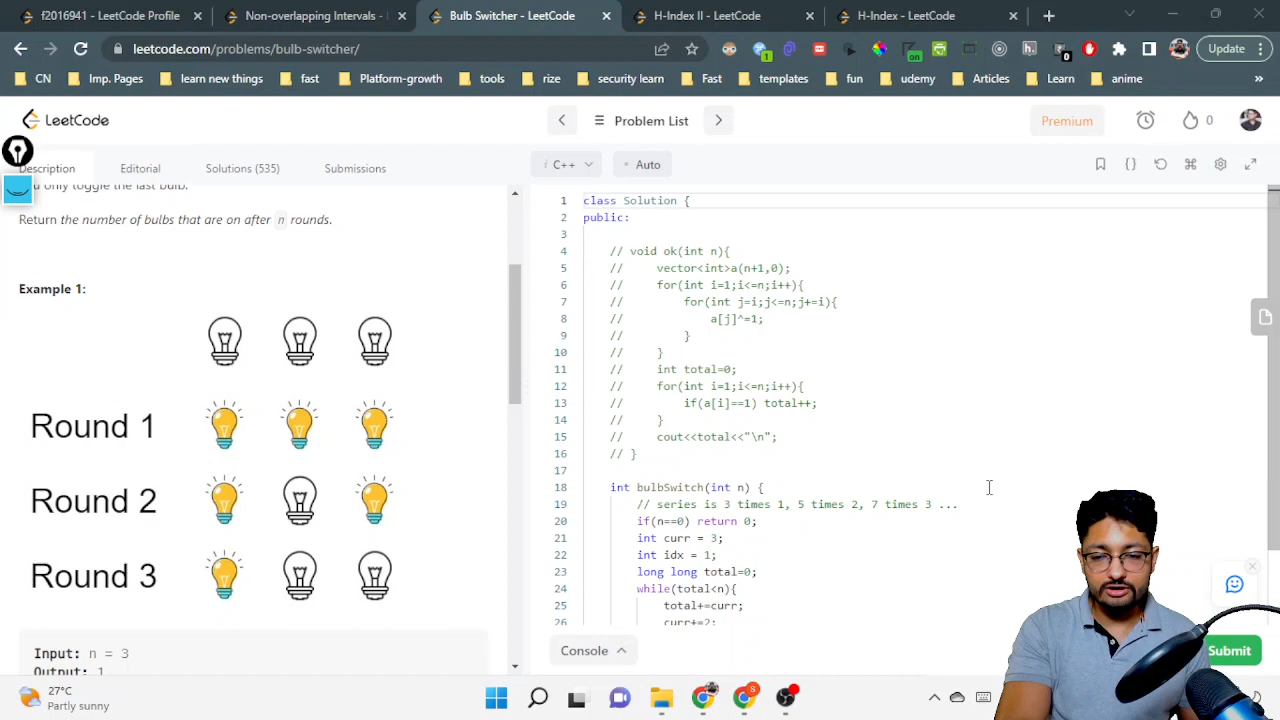 f2016941 - LeetCode Profile
Non-overlapping Intervals -
Bulb Switcher - LeetCode
H-Index II - LeetCode
H-Index - LeetCode
leetcode.com/problems/bulb-switcher/
1
on
0
Update
CN
Imp. Pages
learn new things
fast
Platform-growth
tools
rise
security learn
Fast
templates
fun
udemy
Articles
Learn
anime
»
LeetCode
Problem List
Premium
0
Description
Editorial
Solutions (535)
Submissions
i C++
Auto
you only toggle the last bulb.
Return the number of bulbs that are on after n rounds.
Example 1:
Round 1
Round 2
Round 3
Input: n = 3
Output: 1
1 class Solution {
2 public:
3
4 // void ok(int n){
5 // vector<int>a(n+1,0);
6 // for(int i=1;i<=n;i++){
7 // for(int j=i;j<=n;j+=i){
8 // a[j]^=1;
9 // }
10 // }
11 // int total=0;
12 // for(int i=1;i<=n;i++){
13 // if(a[i]==1) total++;
14 // }
15 // cout<<total<<"\n";
16 // }
17
18 int bulbSwitch(int n) {
19 // series is 3 times 1, 5 times 2, 7 times 3 ...
20 if(n==0) return 0;
21 int curr = 3;
22 int idx = 1;
23 long long total=0;
24 while(total<n){
25 total+=curr;
26 curr+=2;
Console
Submit
27°C
Partly sunny